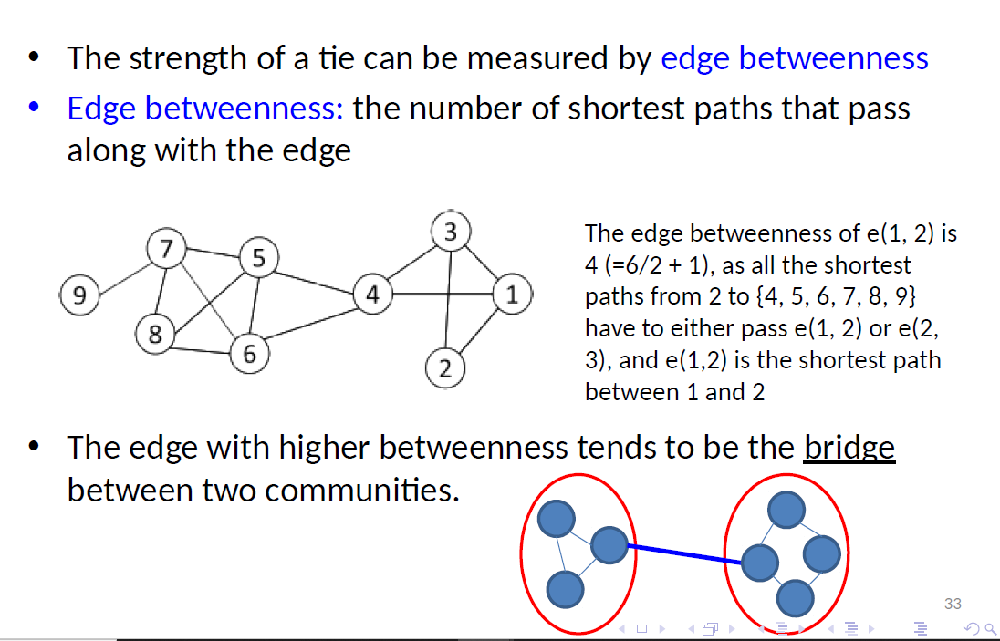 • The strength of a tie can be measured by edge betweenness
• Edge betweenness: the number of shortest paths that pass
along with the edge
3
7
5
9
4
1
8
6
2
The edge betweenness of e(1, 2) is
4 (=6/2 + 1), as all the shortest
paths from 2 to {4, 5, 6, 7, 8, 9}
have to either pass e(1, 2) or e(2,
3), and e(1,2) is the shortest path
between 1 and 2
• The edge with higher betweenness tends to be the bridge
between two communities.
33